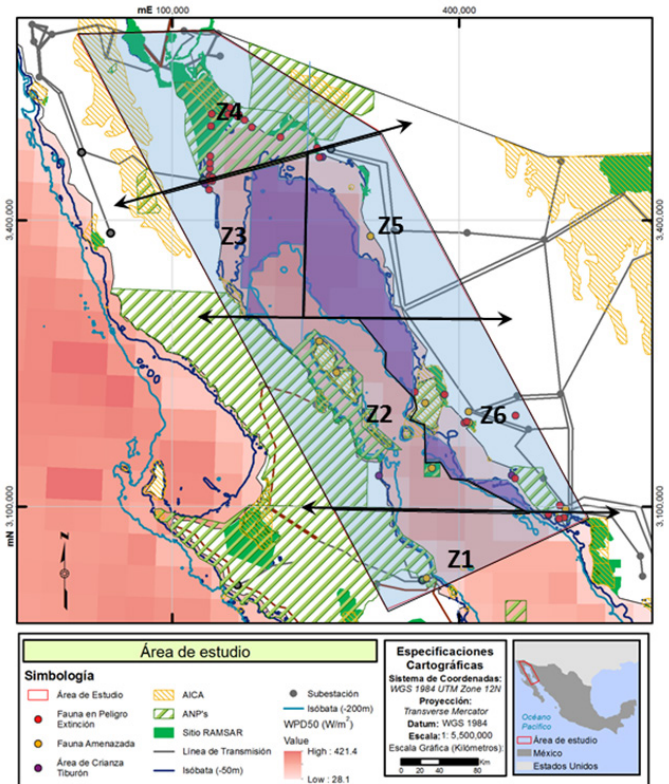 mE 100,000
400,000
Z4
Z3
Z5
3,400,000
3,400,000
Z2
Z6
mN 3,100,000
3,100,000
Z1
N
Área de estudio
Simbología
Área de Estudio
Fauna en Peligro Extinción
Fauna Amenazada
Área de Crianza Tiburón
AICA
ANP's
Sitio RAMSAR
Línea de Transmisión
Isóbata (-50m)
Subestación
Isóbata (-200m)
WPD50 (W/m²)
Value
High : 421.4
Low : 28.1
Especificaciones
Cartográficas
Sistema de Coordenadas:
WGS 1984 UTM Zone 12N
Proyección:
Transverse Mercator
Datum: WGS 1984
Escala 1: 5,500,000
Escala Gráfica (Kilómetros):
0 20 40 80
Océano
Pacífico
Área de estudio
México
Estados Unidos